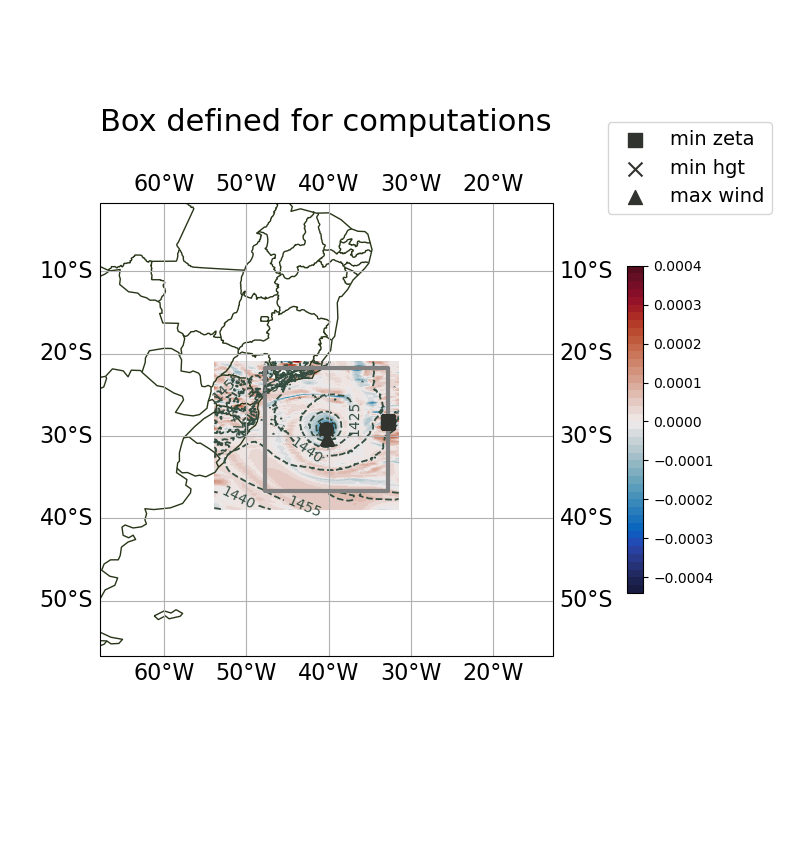 Box defined for computations
min zeta
min hgt
max wind
60°W 50°W 40°W 30°W 20°W
10°S 10°S
20°S 20°S
30°S 30°S
40°S 40°S
50°S 50°S
60°W 50°W 40°W 30°W 20°W
1425
1440
1440
1455
0.0004
0.0003
0.0002
0.0001
0.0000
−0.0001
−0.0002
−0.0003
−0.0004